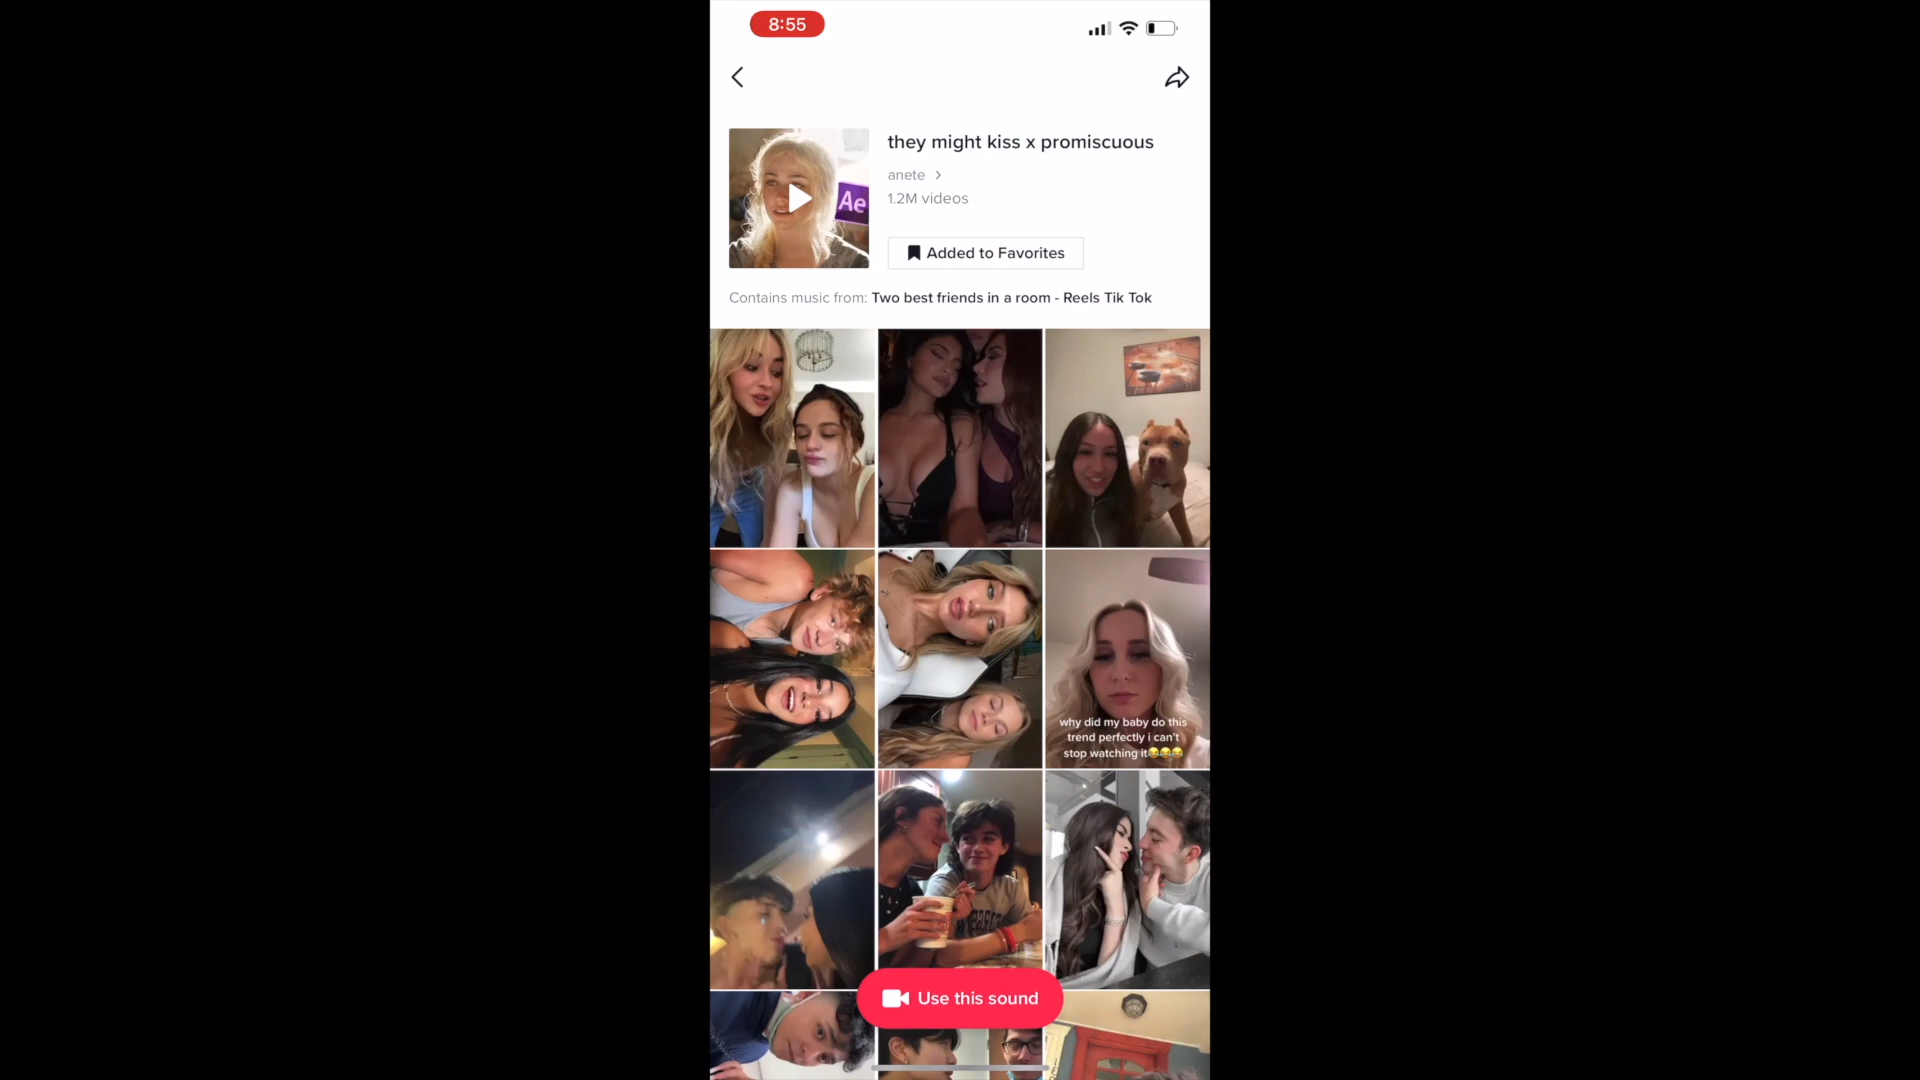 8:55
they might kiss x promiscuous
anete
1.2M videos
Ae
Added to Favorites
Contains music from: Two best friends in a room - Reels Tik Tok
why did my baby do this
trend perfectly i can't
stop watching it😂😂😂
Use this sound